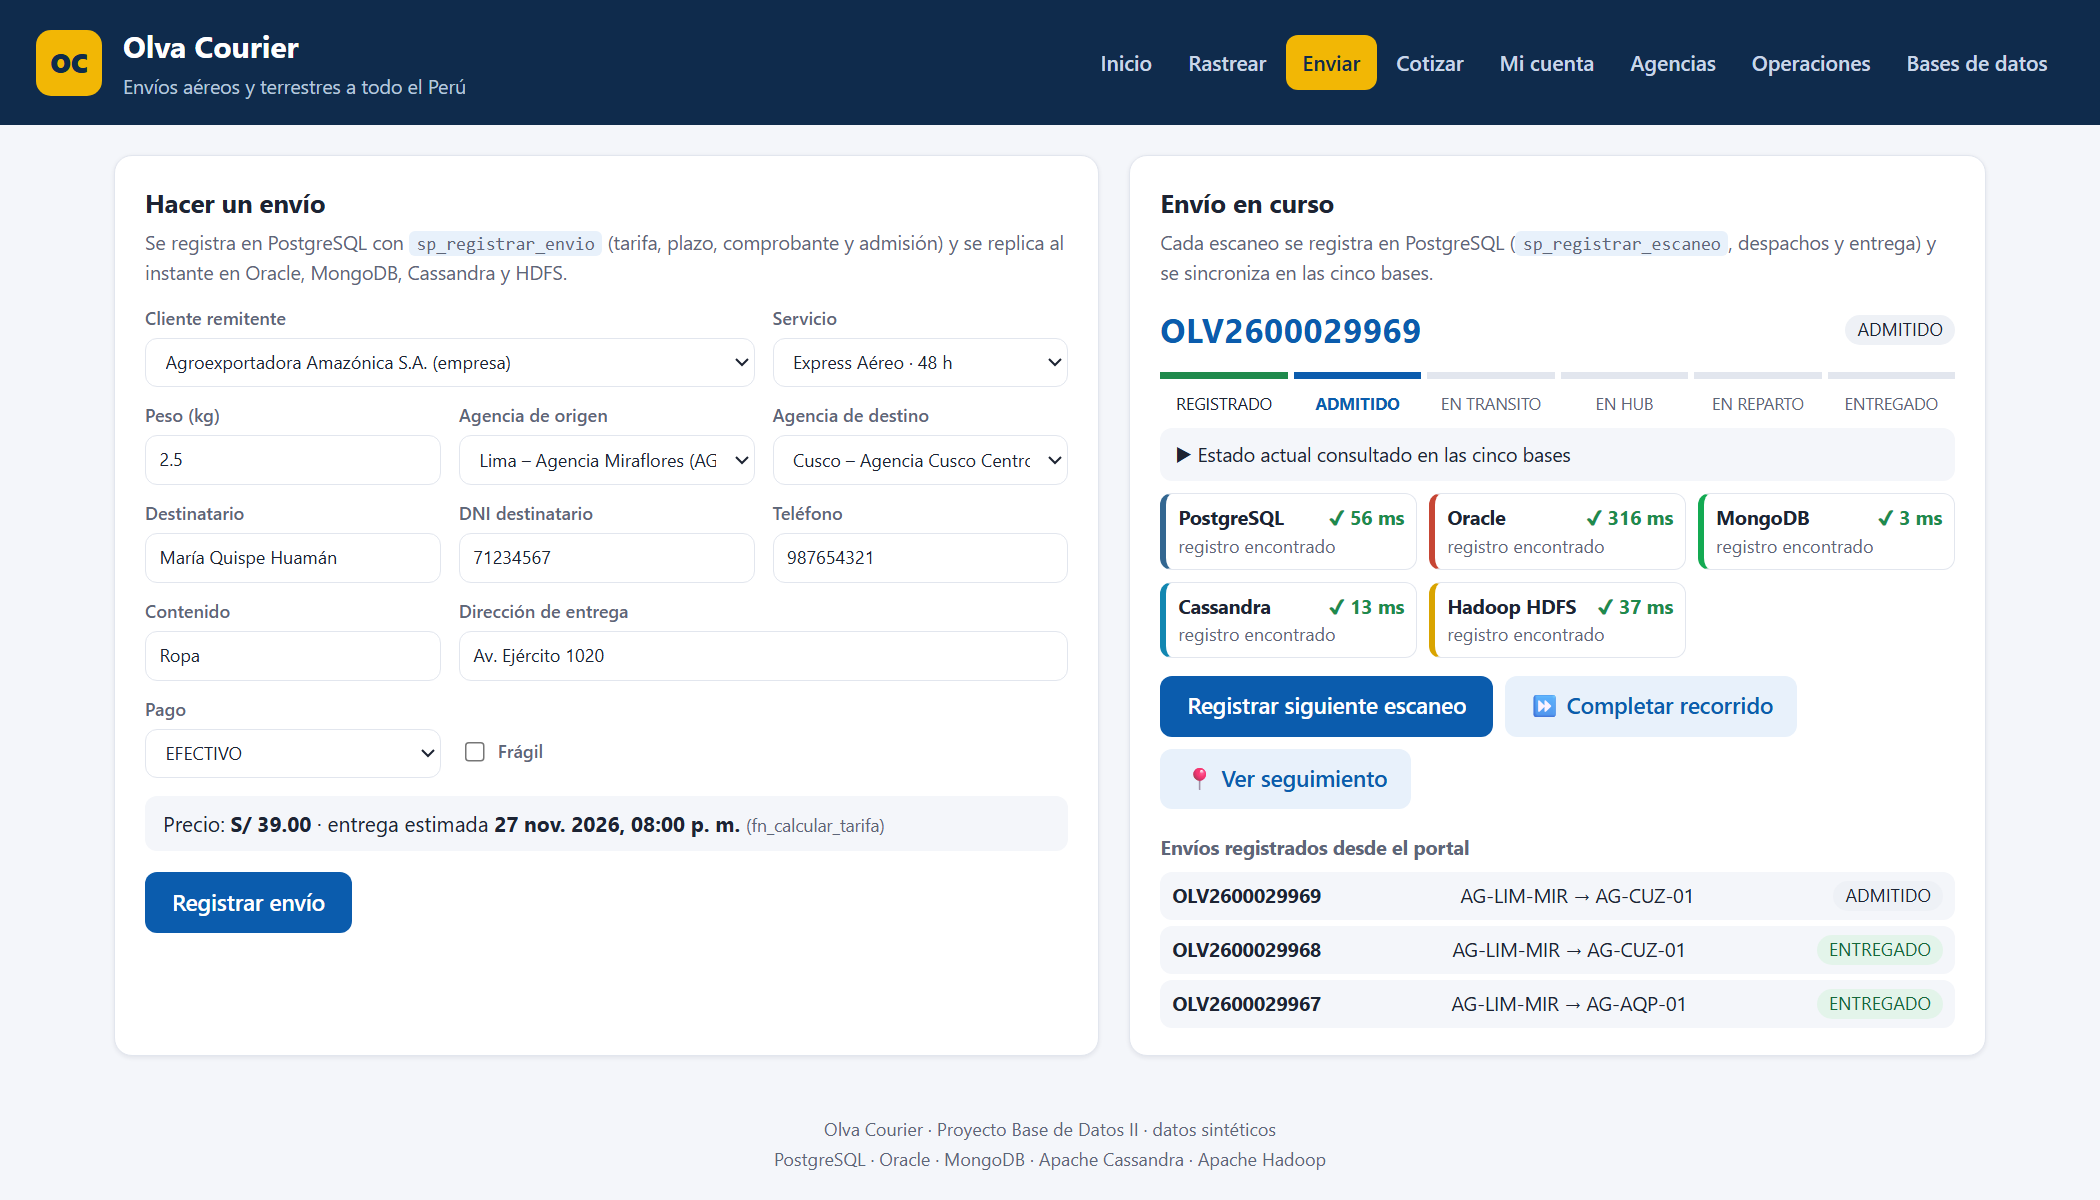 OC
Olva Courier
Envíos aéreos y terrestres a todo el Perú
Inicio
Rastrear
Enviar
Cotizar
Mi cuenta
Agencias
Operaciones
Bases de datos
Hacer un envío
Se registra en PostgreSQL con sp_registrar_envio (tarifa, plazo, comprobante y admisión) y se replica al
instante en Oracle, MongoDB, Cassandra y HDFS.
Cliente remitente
Servicio
Agroexportadora Amazónica S.A. (empresa)
Express Aéreo · 48 h
Peso (kg)
Agencia de origen
Agencia de destino
2.5
Lima – Agencia Miraflores (AG
Cusco – Agencia Cusco Centro
Destinatario
DNI destinatario
Teléfono
María Quispe Huamán
71234567
987654321
Contenido
Dirección de entrega
Ropa
Av. Ejército 1020
Pago
EFECTIVO
Frágil
Precio: S/ 39.00 · entrega estimada 27 nov. 2026, 08:00 p. m. (fn_calcular_tarifa)
Registrar envío
Envío en curso
Cada escaneo se registra en PostgreSQL (sp_registrar_escaneo, despachos y entrega) y
se sincroniza en las cinco bases.
OLV2600029969
ADMITIDO
REGISTRADO
ADMITIDO
EN TRANSITO
EN HUB
EN REPARTO
ENTREGADO
▶ Estado actual consultado en las cinco bases
PostgreSQL ✓ 56 ms
registro encontrado
Oracle ✓ 316 ms
registro encontrado
MongoDB ✓ 3 ms
registro encontrado
Cassandra ✓ 13 ms
registro encontrado
Hadoop HDFS ✓ 37 ms
registro encontrado
Registrar siguiente escaneo
⏩ Completar recorrido
📍 Ver seguimiento
Envíos registrados desde el portal
OLV2600029969 AG-LIM-MIR → AG-CUZ-01 ADMITIDO
OLV2600029968 AG-LIM-MIR → AG-CUZ-01 ENTREGADO
OLV2600029967 AG-LIM-MIR → AG-AQP-01 ENTREGADO
Olva Courier · Proyecto Base de Datos II · datos sintéticos
PostgreSQL · Oracle · MongoDB · Apache Cassandra · Apache Hadoop